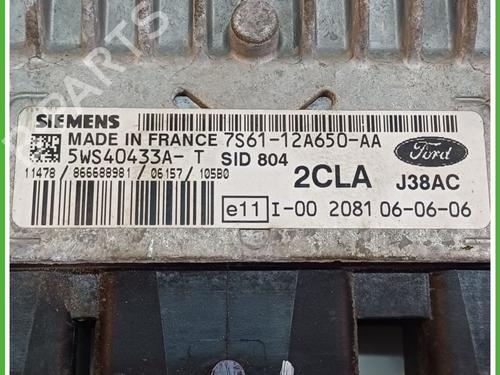 SIEMENS
MADE IN FRANCE 7S61-12A650-AA
5WS40433A- T SID 804
11478 / 866688981 / 06157 / 105B0
2CLA J38AC
Ford
e11 I-00 2081 06-06-06